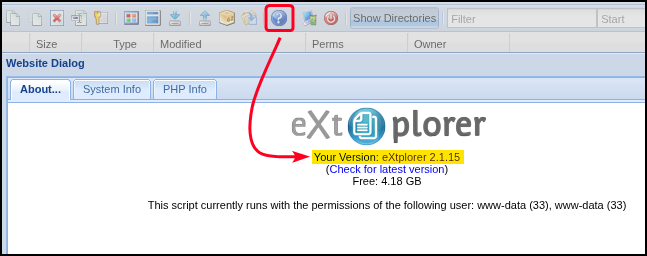 Show Directories
Filter
Start
Size
Type
Modified
Perms
Owner
Website Dialog
About...
System Info
PHP Info
eXtplorer
Your Version: eXtplorer 2.1.15
(Check for latest version)
Free: 4.18 GB
This script currently runs with the permissions of the following user: www-data (33), www-data (33)